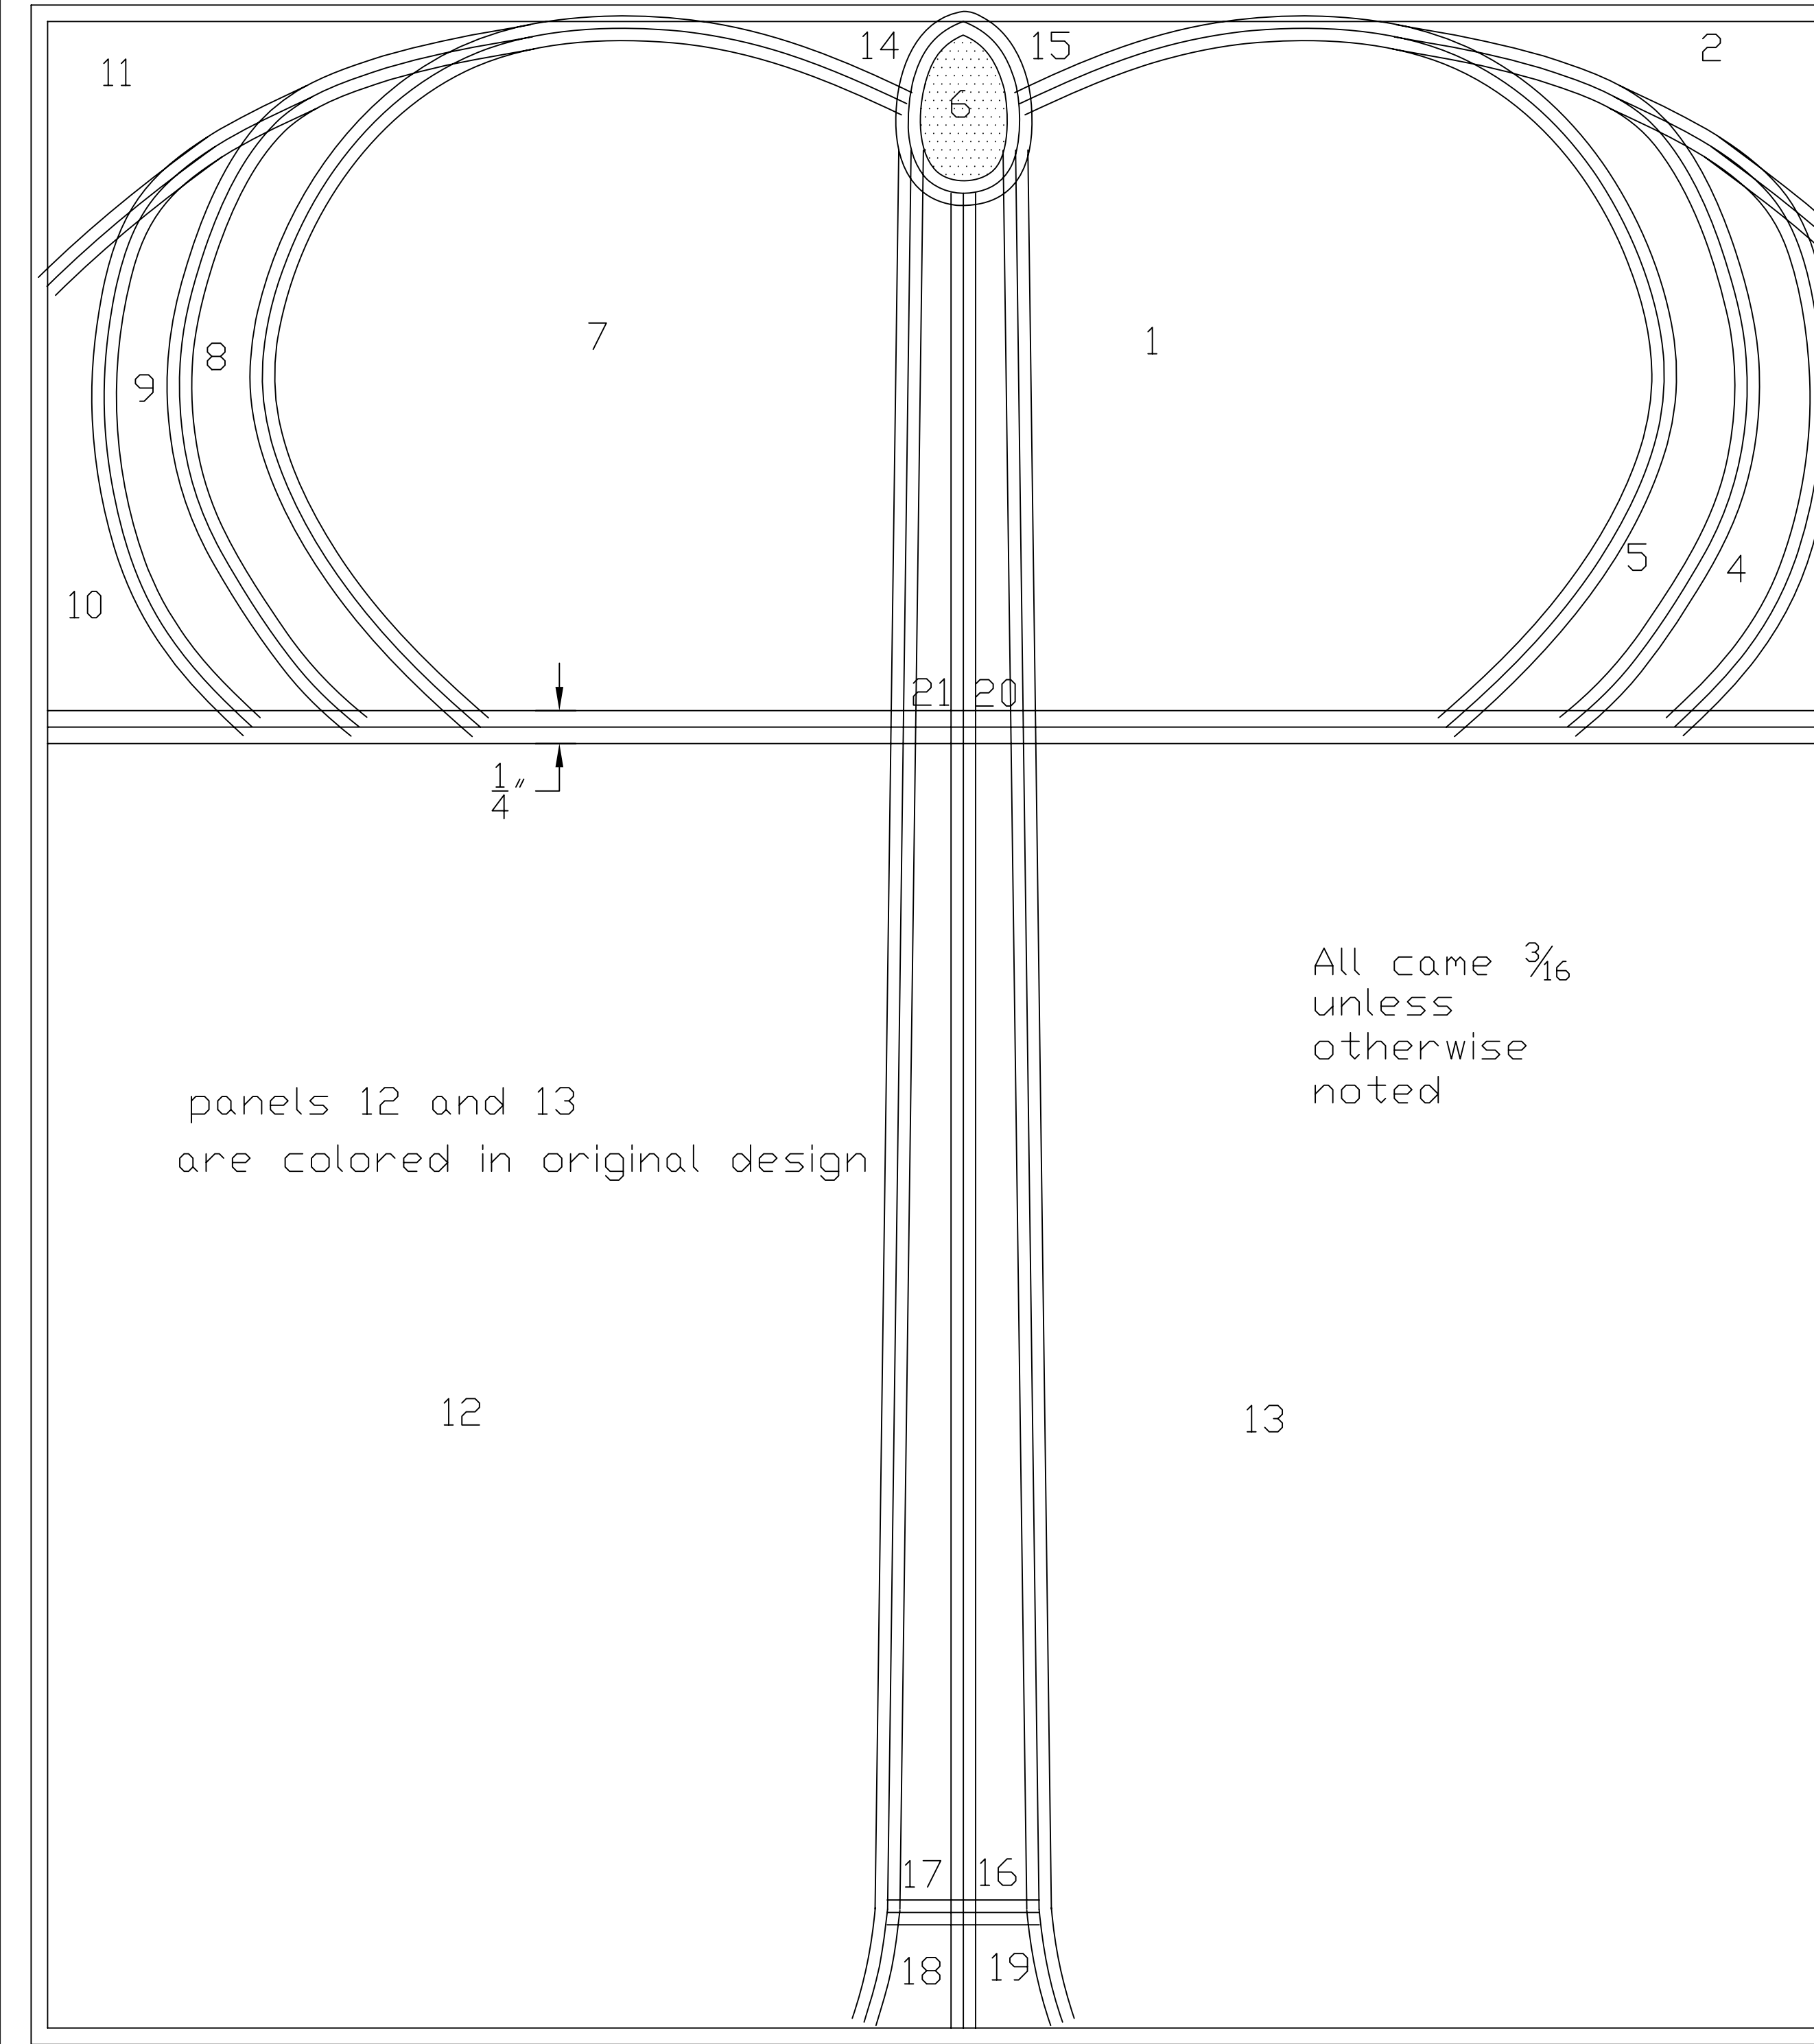 14 15
2
11
6
7
1
8
9
5
4
10
21 20
1/4"
All came 3/16
unless
otherwise
noted
panels 12 and 13
are colored in original design
12
13
17 16
18 19